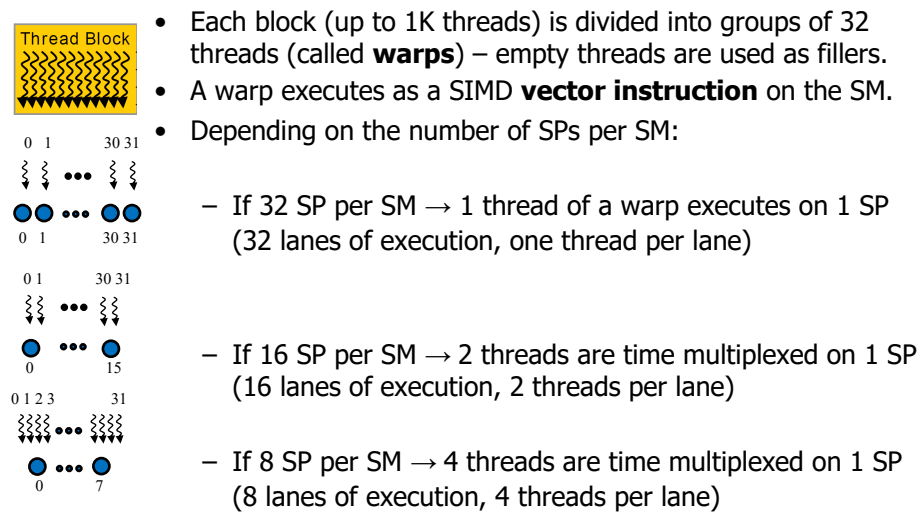 Thread Block
• Each block (up to 1K threads) is divided into groups of 32
threads (called warps) – empty threads are used as fillers.
• A warp executes as a SIMD vector instruction on the SM.
• Depending on the number of SPs per SM:
0 1 30 31
– If 32 SP per SM → 1 thread of a warp executes on 1 SP
(32 lanes of execution, one thread per lane)
0 1 30 31
0 1 30 31
– If 16 SP per SM → 2 threads are time multiplexed on 1 SP
(16 lanes of execution, 2 threads per lane)
0 15
0 1 2 3 31
– If 8 SP per SM → 4 threads are time multiplexed on 1 SP
(8 lanes of execution, 4 threads per lane)
0 7